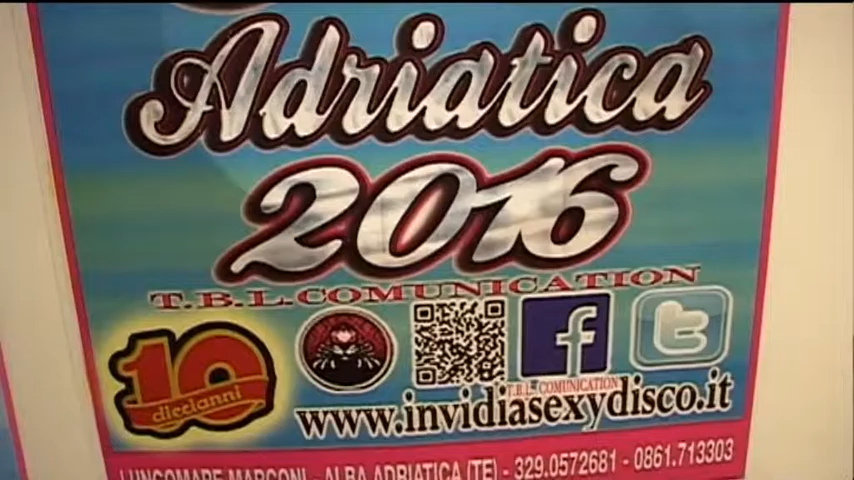 Adriatica
2016
T.B.L.COMUNICATION
10
diecianni
f
t
T.B.L. COMUNICATION
www.invidiasexydisco.it
LUNGOMARE MARCONI - ALBA ADRIATICA (TE) - 329.0572681 - 0861.713303